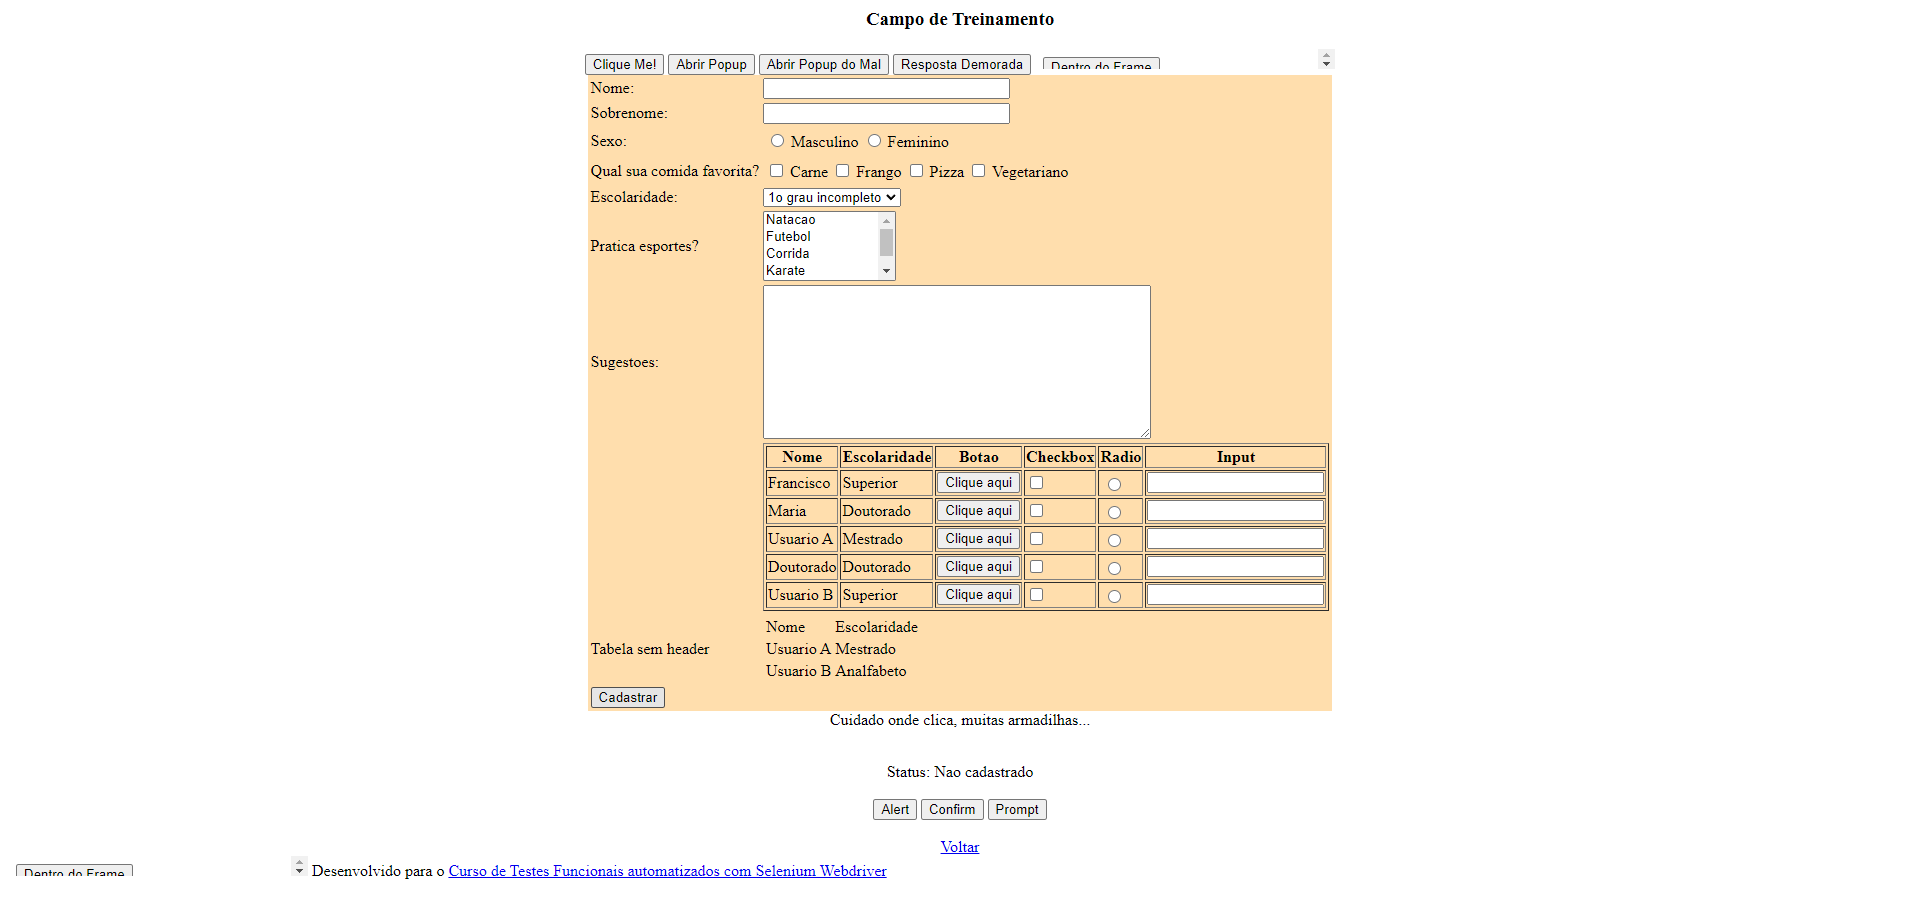 Campo de Treinamento
Clique Me! Abrir Popup Abrir Popup do Mal Resposta Demorada Dentro do Frame
Nome:
Sobrenome:
Sexo: Masculino Feminino
Qual sua comida favorita? Carne Frango Pizza Vegetariano
Escolaridade: 1o grau incompleto
Pratica esportes?
Natacao
Futebol
Corrida
Karate
Sugestoes:
Nome Escolaridade Botao Checkbox Radio Input
Francisco Superior Clique aqui
Maria Doutorado Clique aqui
Usuario A Mestrado Clique aqui
Doutorado Doutorado Clique aqui
Usuario B Superior Clique aqui
Tabela sem header
Nome Escolaridade
Usuario A Mestrado
Usuario B Analfabeto
Cadastrar
Cuidado onde clica, muitas armadilhas...
Status: Nao cadastrado
Alert Confirm Prompt
Voltar
Dentro do Frame Desenvolvido para o Curso de Testes Funcionais automatizados com Selenium Webdriver